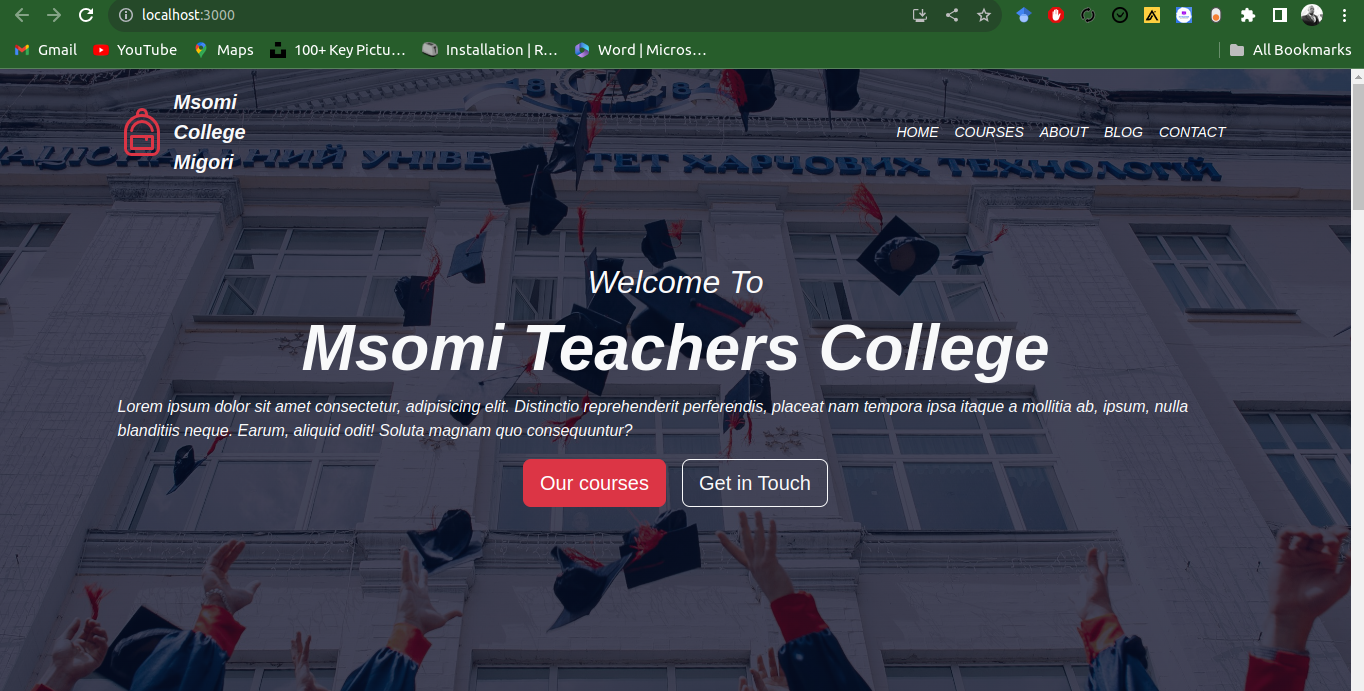 localhost:3000
Gmail YouTube Maps 100+ Key Pictu… Installation | R… Word | Micros… All Bookmarks
Msomi
College
Migori
HOME COURSES ABOUT BLOG CONTACT
ТЕТ ХАРЧОВИХ ТЕХНОЛОГІЙ
Welcome To
Msomi Teachers College
Lorem ipsum dolor sit amet consectetur, adipisicing elit. Distinctio reprehenderit perferendis, placeat nam tempora ipsa itaque a mollitia ab, ipsum, nulla
blanditiis neque. Earum, aliquid odit! Soluta magnam quo consequuntur?
Our courses Get in Touch